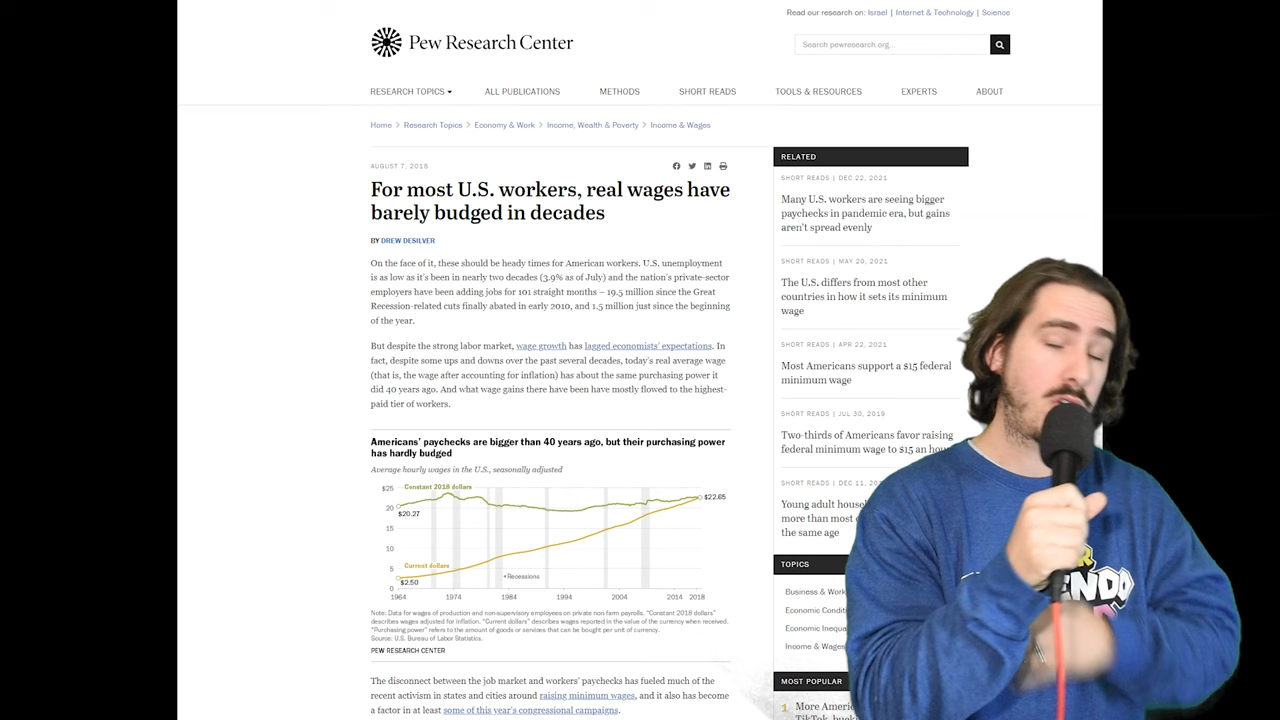 Read our research on: Israel | Internet & Technology | Science
Pew Research Center
Search pewresearch.org...
RESEARCH TOPICS
ALL PUBLICATIONS
METHODS
SHORT READS
TOOLS & RESOURCES
EXPERTS
ABOUT
Home > Research Topics > Economy & Work > Income, Wealth & Poverty > Income & Wages
AUGUST 7, 2018
For most U.S. workers, real wages have
barely budged in decades
BY DREW DESILVER
On the face of it, these should be heady times for American workers. U.S. unemployment
is as low as it's been in nearly two decades (3.9% as of July) and the nation's private-sector
employers have been adding jobs for 101 straight months – 19.5 million since the Great
Recession-related cuts finally abated in early 2010, and 1.5 million just since the beginning
of the year.
But despite the strong labor market, wage growth has lagged economists' expectations. In
fact, despite some ups and downs over the past several decades, today's real average wage
(that is, the wage after accounting for inflation) has about the same purchasing power it
did 40 years ago. And what wage gains there have been have mostly flowed to the highest-
paid tier of workers.
Americans' paychecks are bigger than 40 years ago, but their purchasing power
has hardly budged
Average hourly wages in the U.S., seasonally adjusted
$25
Constant 2018 dollars
$22.65
20
$20.27
15
10
Current dollars
5
Recessions
$2.50
0
1964 1974 1984 1994 2004 2014 2018
Note: Data for wages of production and non-supervisory employees on private non-farm payrolls. "Constant 2018 dollars"
describes wages adjusted for inflation. "Current dollars" describes wages reported in the value of the currency when received.
"Purchasing power" refers to the amount of goods or services that can be bought per unit of currency.
Source: U.S. Bureau of Labor Statistics.
PEW RESEARCH CENTER
The disconnect between the job market and workers' paychecks has fueled much of the
recent activism in states and cities around raising minimum wages, and it also has become
a factor in at least some of this year's congressional campaigns.
RELATED
SHORT READS | DEC 22, 2021
Many U.S. workers are seeing bigger
paychecks in pandemic era, but gains
aren't spread evenly
SHORT READS | MAY 20, 2021
The U.S. differs from most other
countries in how it sets its minimum
wage
SHORT READS | APR 22, 2021
Most Americans support a $15 federal
minimum wage
SHORT READS | JUL 30, 2019
Two-thirds of Americans favor raising
federal minimum wage to $15 an hou
SHORT READS | DEC 11,
Young adult house
more than most
the same age
TOPICS
Business & Work
Economic Condit
Economic Inequa
Income & Wages
MOST POPULAR
1 More Ameri